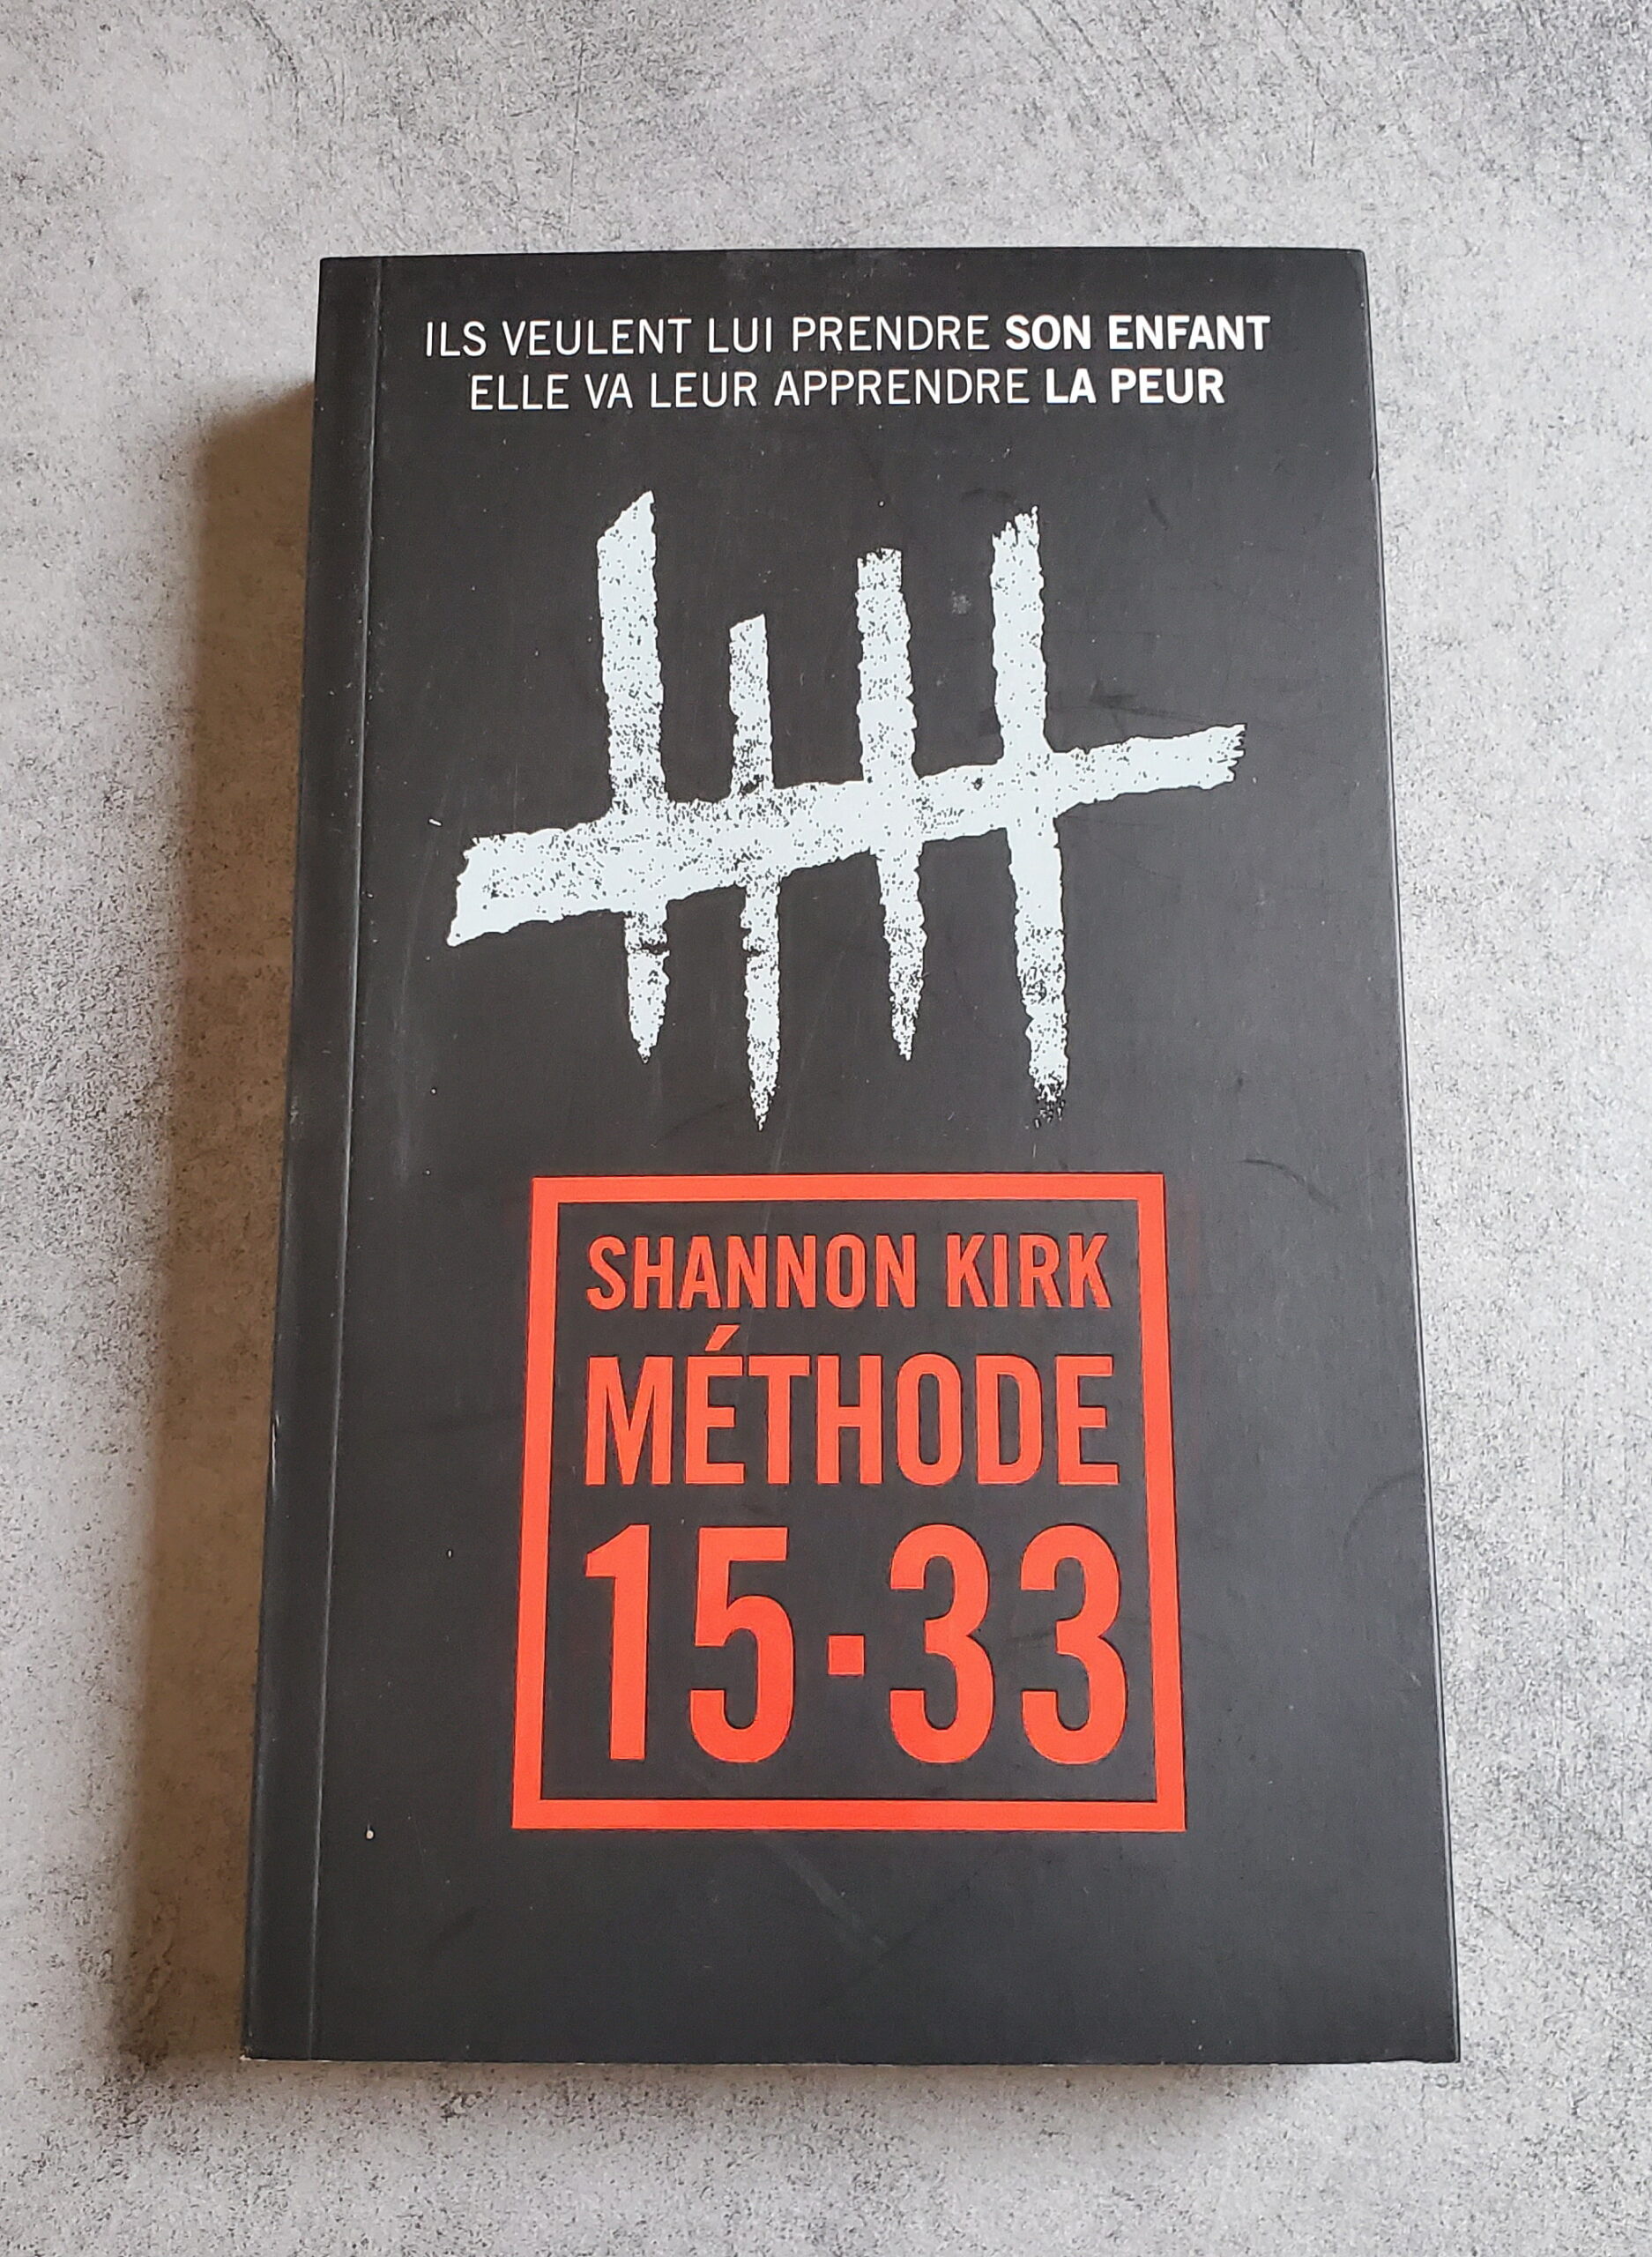 ILS VEULENT LUI PRENDRE SON ENFANT
ELLE VA LEUR APPRENDRE LA PEUR
SHANNON KIRK
MÉTHODE
15·33